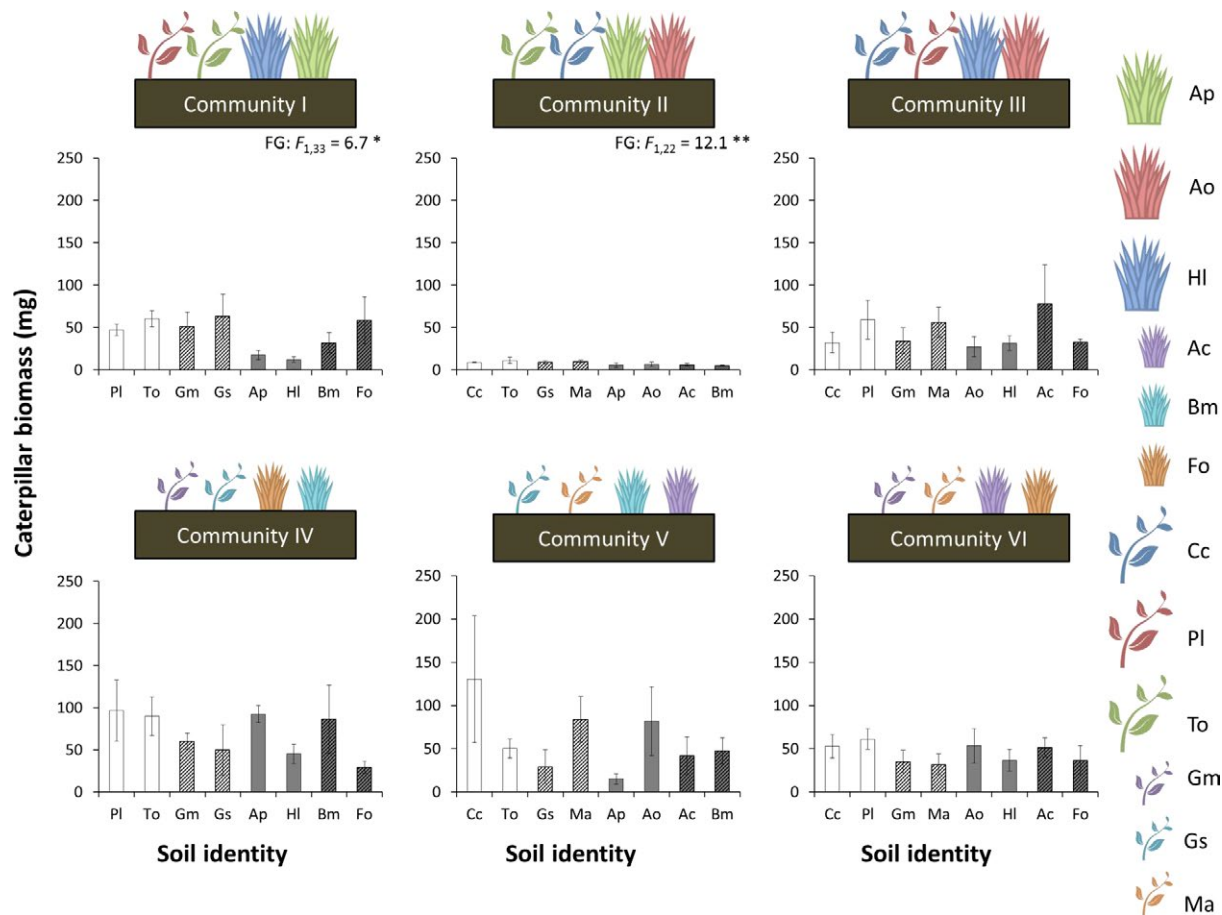 Community I
Community II
Community III
FG: F1,33 = 6.7 *
FG: F1,22 = 12.1 **
Caterpillar biomass (mg)
250
200
150
100
50
0
Pl To Gm Gs Ap Hl Bm Fo
250
200
150
100
50
0
Cc To Gs Ma Ap Ao Ac Bm
250
200
150
100
50
0
Cc Pl Gm Ma Ao Hl Ac Fo
Community IV
Community V
Community VI
250
200
150
100
50
0
Pl To Gm Gs Ap Hl Bm Fo
Soil identity
250
200
150
100
50
0
Cc To Gs Ma Ap Ao Ac Bm
Soil identity
250
200
150
100
50
0
Cc Pl Gm Ma Ao Hl Ac Fo
Soil identity
Ap
Ao
Hl
Ac
Bm
Fo
Cc
Pl
To
Gm
Gs
Ma